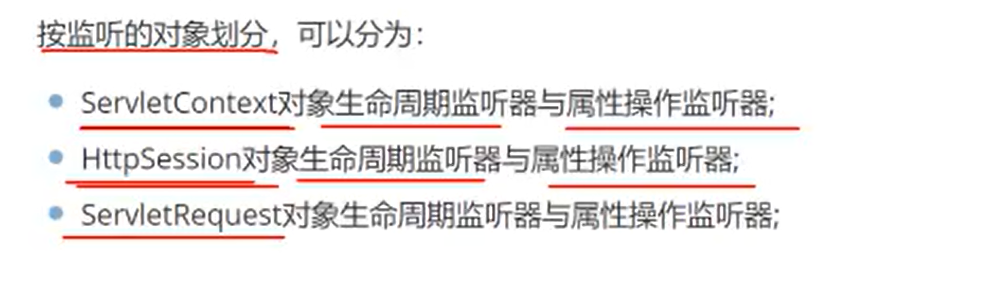 按监听的对象划分，可以分为：
ServletContext对象生命周期监听器与属性操作监听器;
HttpSession对象生命周期监听器与属性操作监听器;
ServletRequest对象生命周期监听器与属性操作监听器;